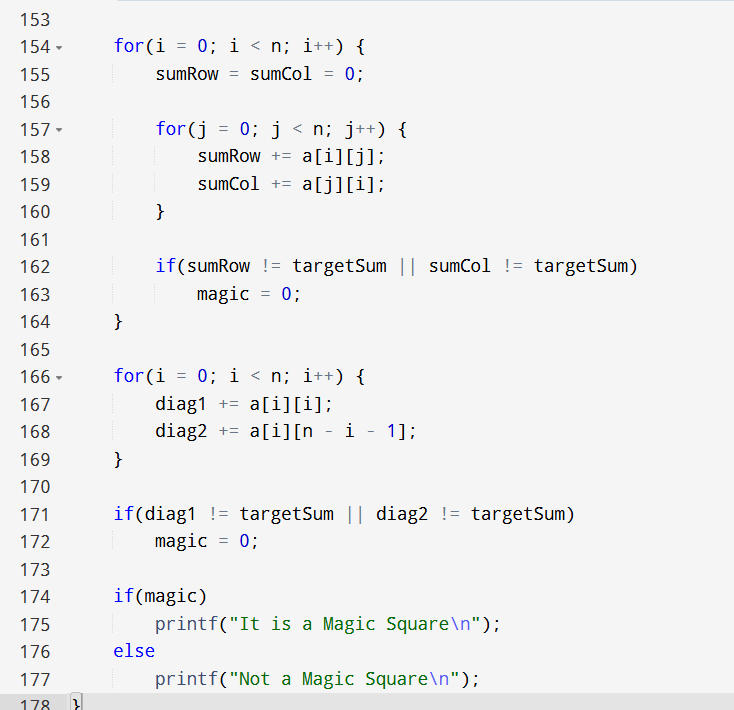 153
154 for(i = 0; i < n; i++) {
155 sumRow = sumCol = 0;
156
157 for(j = 0; j < n; j++) {
158 sumRow += a[i][j];
159 sumCol += a[j][i];
160 }
161
162 if(sumRow != targetSum || sumCol != targetSum)
163 magic = 0;
164 }
165
166 for(i = 0; i < n; i++) {
167 diag1 += a[i][i];
168 diag2 += a[i][n - i - 1];
169 }
170
171 if(diag1 != targetSum || diag2 != targetSum)
172 magic = 0;
173
174 if(magic)
175 printf("It is a Magic Square\n");
176 else
177 printf("Not a Magic Square\n");
178 }